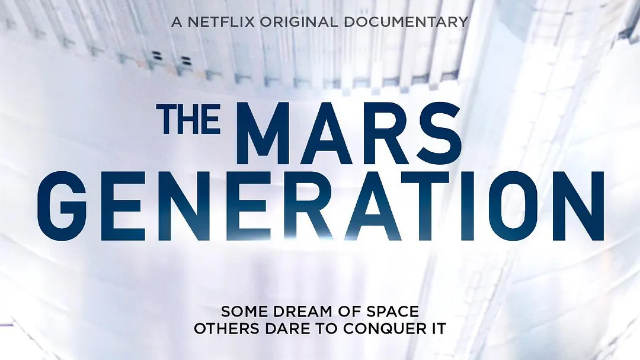 A NETFLIX ORIGINAL DOCUMENTARY
THE MARS
GENERATION
SOME DREAM OF SPACE
OTHERS DARE TO CONQUER IT